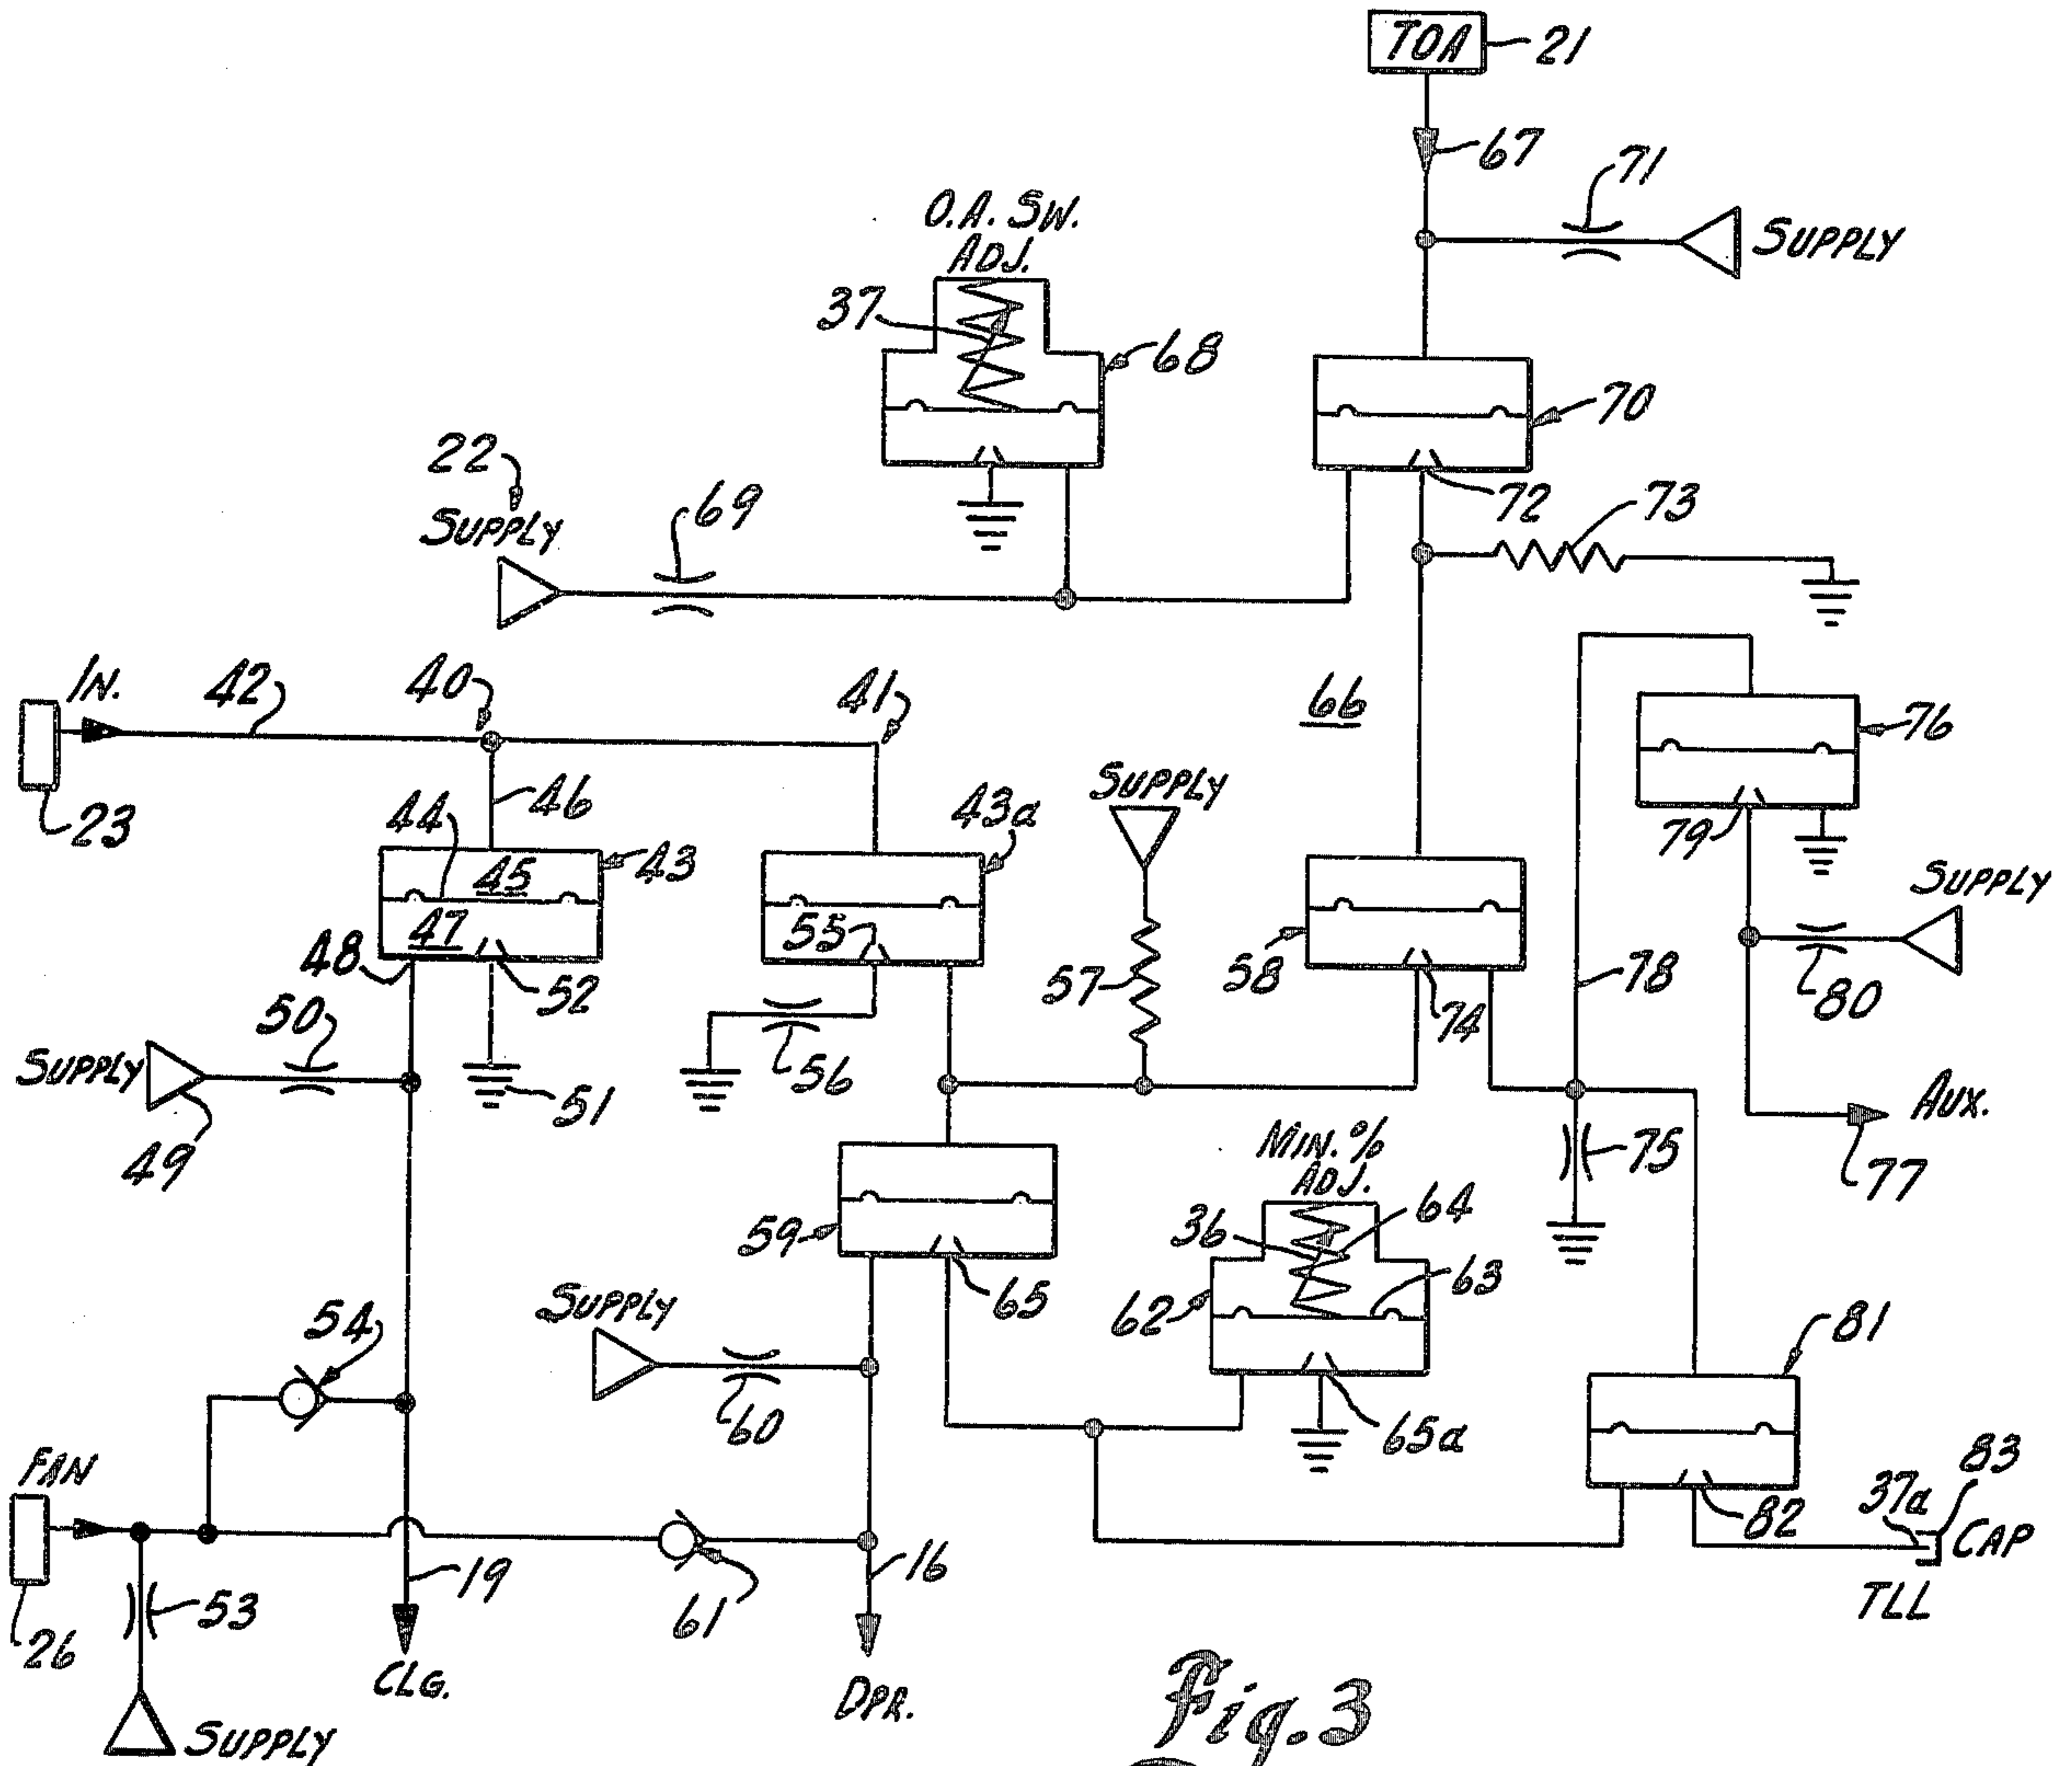 TOA
21
67
71
SUPPLY
O.A. SW.
ADJ.
37
68
70
22
SUPPLY
69
72
73
IN.
42
40
41
66
76
23
44
46
45
43
43a
SUPPLY
79
SUPPLY
47
48
52
55
57
58
74
78
80
50
SUPPLY
51
56
49
AUX.
77
MIN.%
ADJ.
75
59
36
64
65
62
63
SUPPLY
54
60
65a
81
FAN
82
37a
83
CAP
TLL
53
19
61
16
26
CLG.
DPR.
SUPPLY
Fig. 3